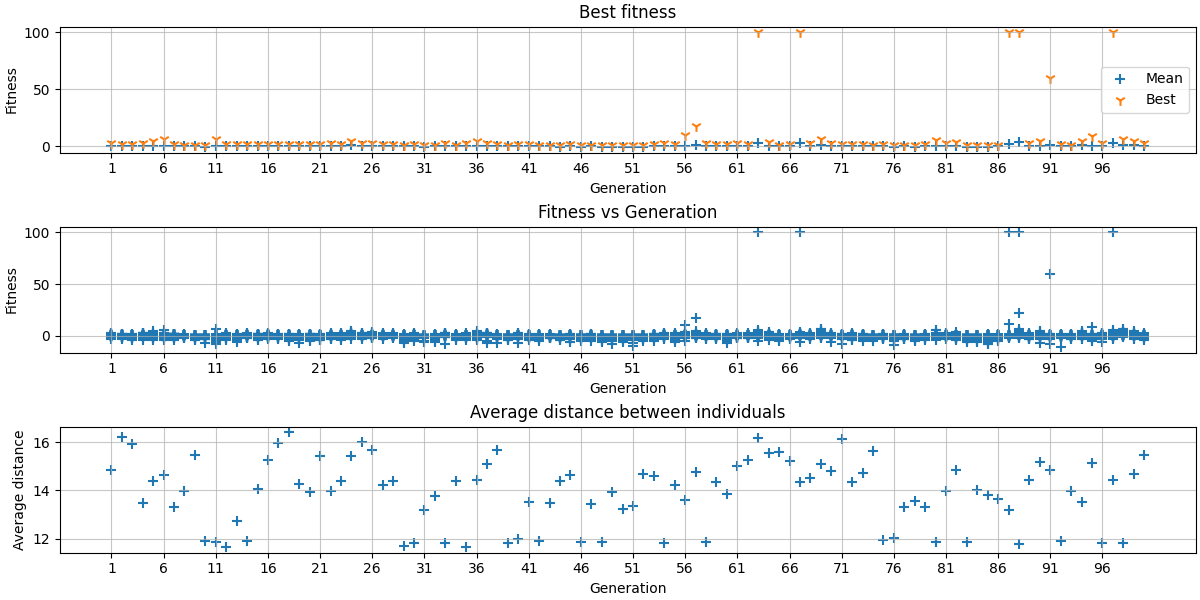 Best fitness
100
50
0
Fitness
Mean
Best
1 6 11 16 21 26 31 36 41 46 51 56 61 66 71 76 81 86 91 96
Generation
Fitness vs Generation
100
50
0
Fitness
1 6 11 16 21 26 31 36 41 46 51 56 61 66 71 76 81 86 91 96
Generation
Average distance between individuals
16
14
12
Average distance
1 6 11 16 21 26 31 36 41 46 51 56 61 66 71 76 81 86 91 96
Generation